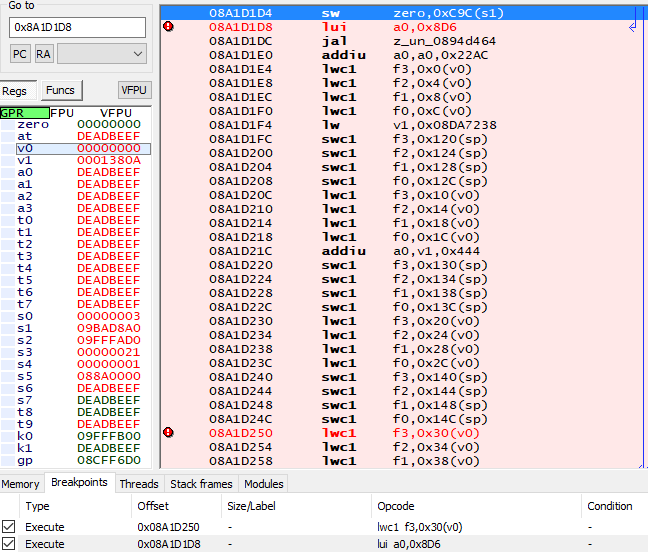 Go to
0x8A1D1D8
PC RA
Regs Funcs VFPU
GPR FPU VFPU
zero 00000000
at DEADBEEF
v0 00000000
v1 0001380A
a0 DEADBEEF
a1 DEADBEEF
a2 DEADBEEF
a3 DEADBEEF
t0 DEADBEEF
t1 DEADBEEF
t2 DEADBEEF
t3 DEADBEEF
t4 DEADBEEF
t5 DEADBEEF
t6 DEADBEEF
t7 DEADBEEF
s0 00000003
s1 09BAD8A0
s2 09FFFAD0
s3 00000021
s4 00000001
s5 088A0000
s6 DEADBEEF
s7 DEADBEEF
t8 DEADBEEF
t9 DEADBEEF
k0 09FFFB00
k1 DEADBEEF
gp 08CFF6D0
08A1D1D4 sw zero,0xC9C(s1)
08A1D1D8 lui a0,0x8D6
08A1D1DC jal z_un_0894d464
08A1D1E0 addiu a0,a0,0x22AC
08A1D1E4 lwc1 f3,0x0(v0)
08A1D1E8 lwc1 f2,0x4(v0)
08A1D1EC lwc1 f1,0x8(v0)
08A1D1F0 lwc1 f0,0xC(v0)
08A1D1F4 lw v1,0x08DA7238
08A1D1FC swc1 f3,0x120(sp)
08A1D200 swc1 f2,0x124(sp)
08A1D204 swc1 f1,0x128(sp)
08A1D208 swc1 f0,0x12C(sp)
08A1D20C lwc1 f3,0x10(v0)
08A1D210 lwc1 f2,0x14(v0)
08A1D214 lwc1 f1,0x18(v0)
08A1D218 lwc1 f0,0x1C(v0)
08A1D21C addiu a0,v1,0x444
08A1D220 swc1 f3,0x130(sp)
08A1D224 swc1 f2,0x134(sp)
08A1D228 swc1 f1,0x138(sp)
08A1D22C swc1 f0,0x13C(sp)
08A1D230 lwc1 f3,0x20(v0)
08A1D234 lwc1 f2,0x24(v0)
08A1D238 lwc1 f1,0x28(v0)
08A1D23C lwc1 f0,0x2C(v0)
08A1D240 swc1 f3,0x140(sp)
08A1D244 swc1 f2,0x144(sp)
08A1D248 swc1 f1,0x148(sp)
08A1D24C swc1 f0,0x14C(sp)
08A1D250 lwc1 f3,0x30(v0)
08A1D254 lwc1 f2,0x34(v0)
08A1D258 lwc1 f1,0x38(v0)
Memory Breakpoints Threads Stack frames Modules
Type Offset Size/Label Opcode Condition
Execute 0x08A1D250 - lwc1 f3,0x30(v0) -
Execute 0x08A1D1D8 - lui a0,0x8D6 -